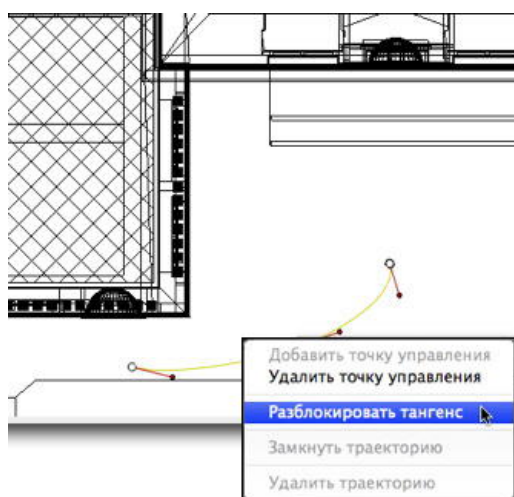 Добавить точку управления
Удалить точку управления
Разблокировать тангенс
Замкнуть траекторию
Удалить траекторию